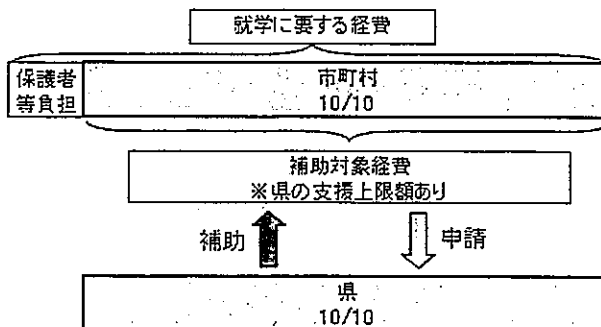 就学に要する経費
保護者
等負担
市町村
10/10
補助対象経費
※県の支援上限額あり
補助
申請
県
10/10